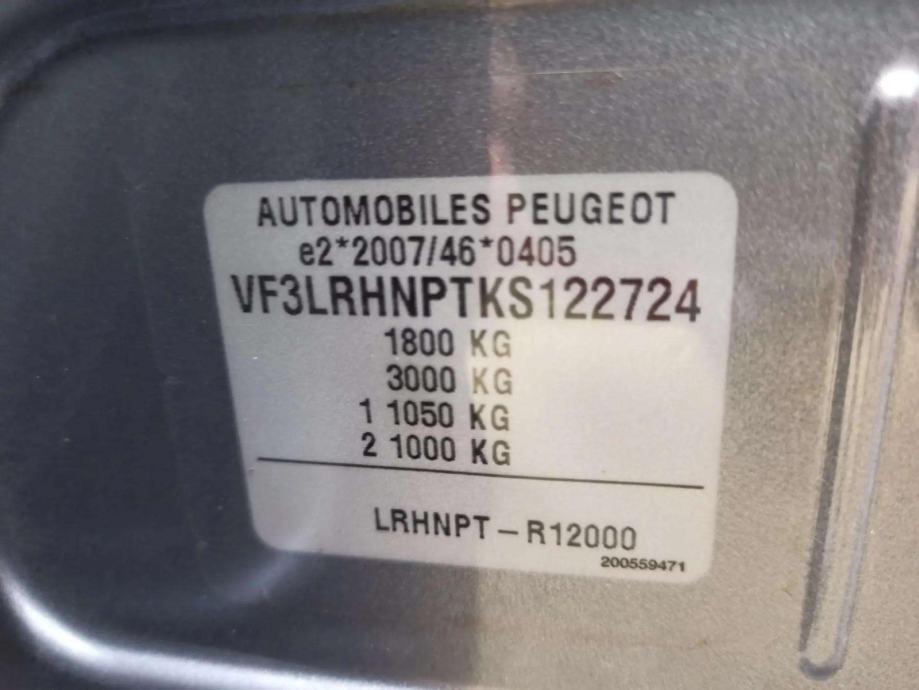 AUTOMOBILES PEUGEOT
e2*2007/46*0405
VF3LRHNPTKS122724
1800 KG
3000 KG
1 1050 KG
2 1000 KG
LRHNPT - R12000
200559471